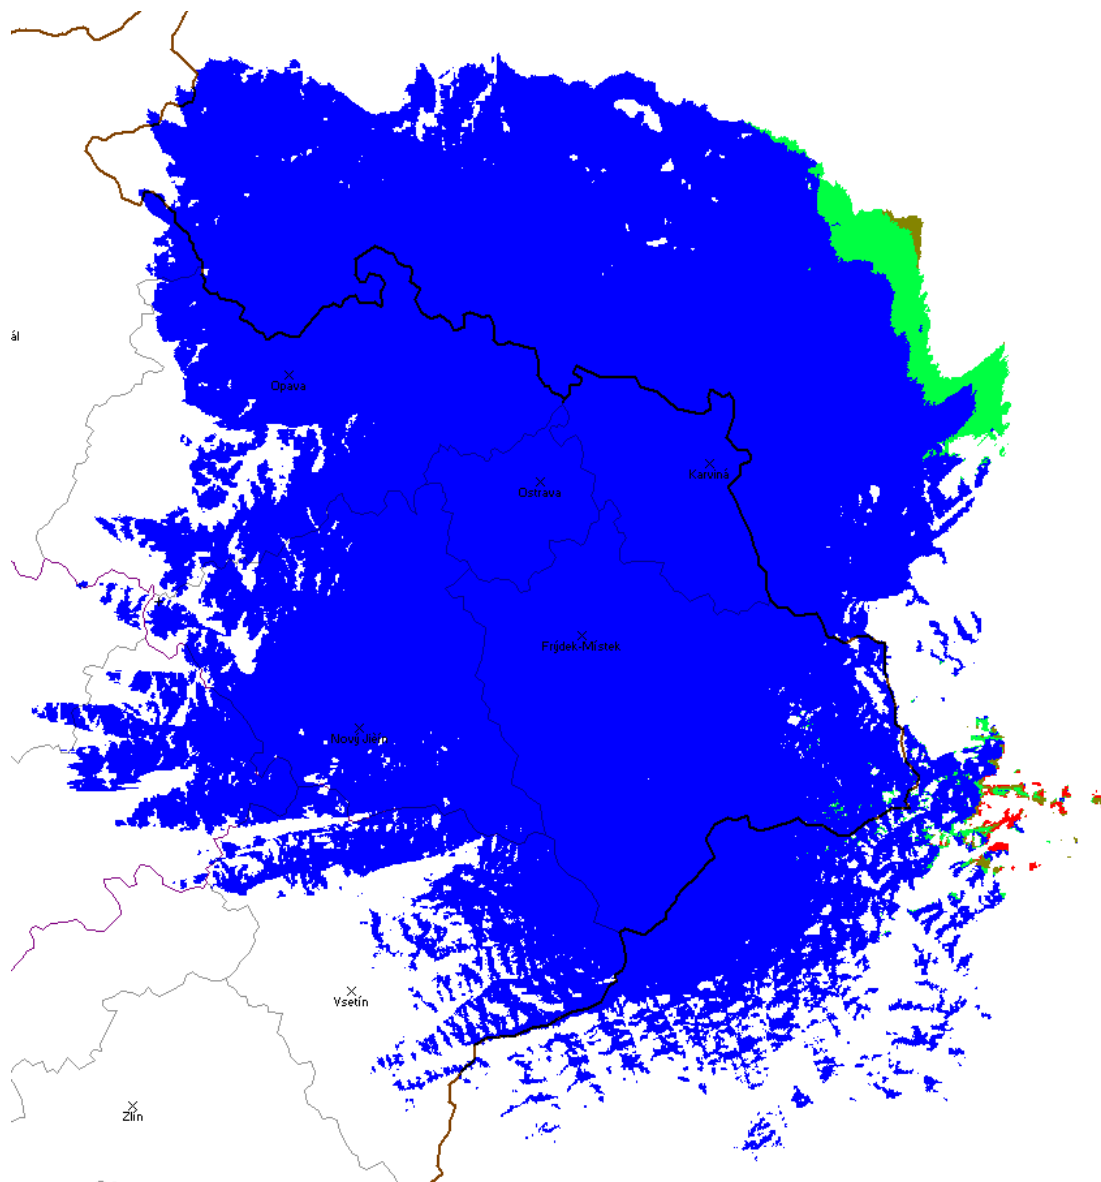 ál
Opava
Karviná
Ostrava
Frýdek-Místek
Nový Jičín
Vsetín
Zlín